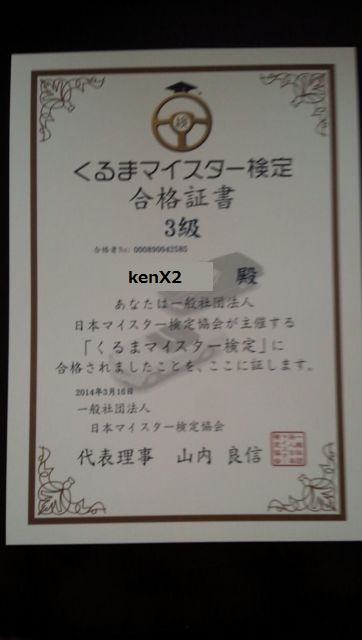 くるまマイスター検定
合格証書
3級
合格者No: 000890042585
kenX2 殿
あなたは一般社団法人
日本マイスター検定協会が主催する
「くるまマイスター検定」に
合格されましたことを、ここに証します。
2014年3月16日
一般社団法人
日本マイスター検定協会
代表理事 山内 良信